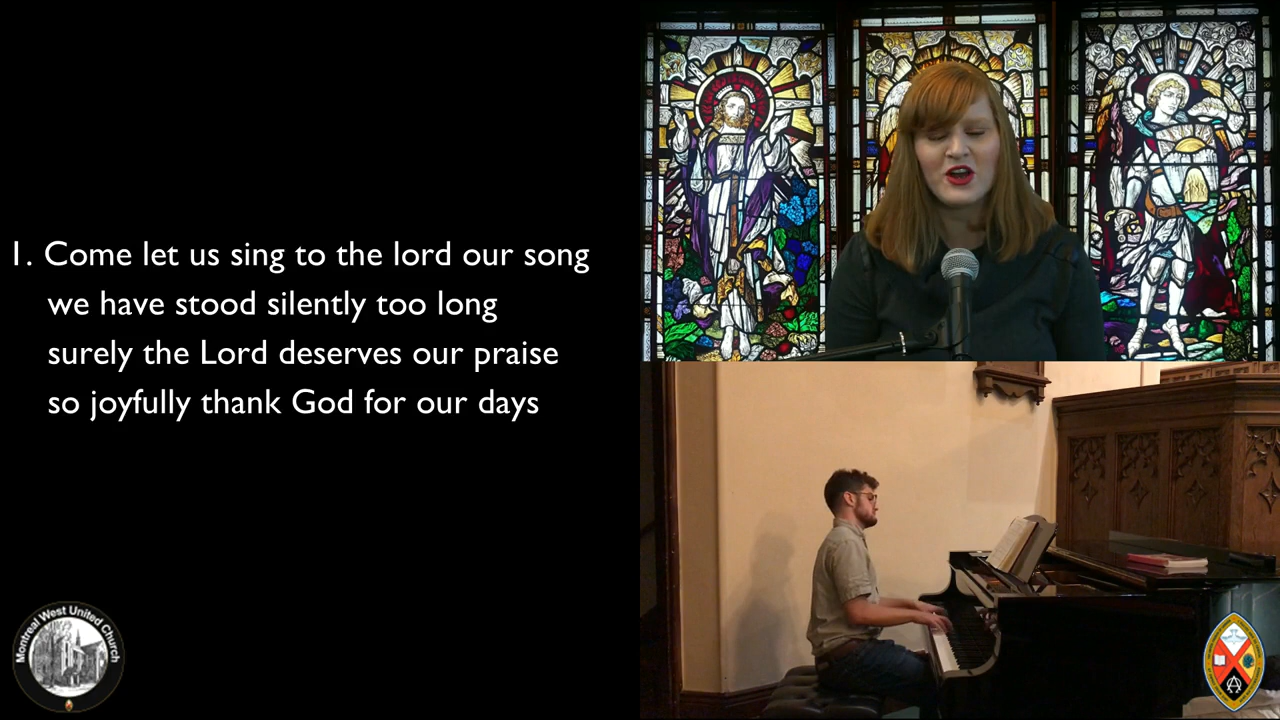 1. Come let us sing to the lord our song
we have stood silently too long
surely the Lord deserves our praise
so joyfully thank God for our days
Montreal West United Church